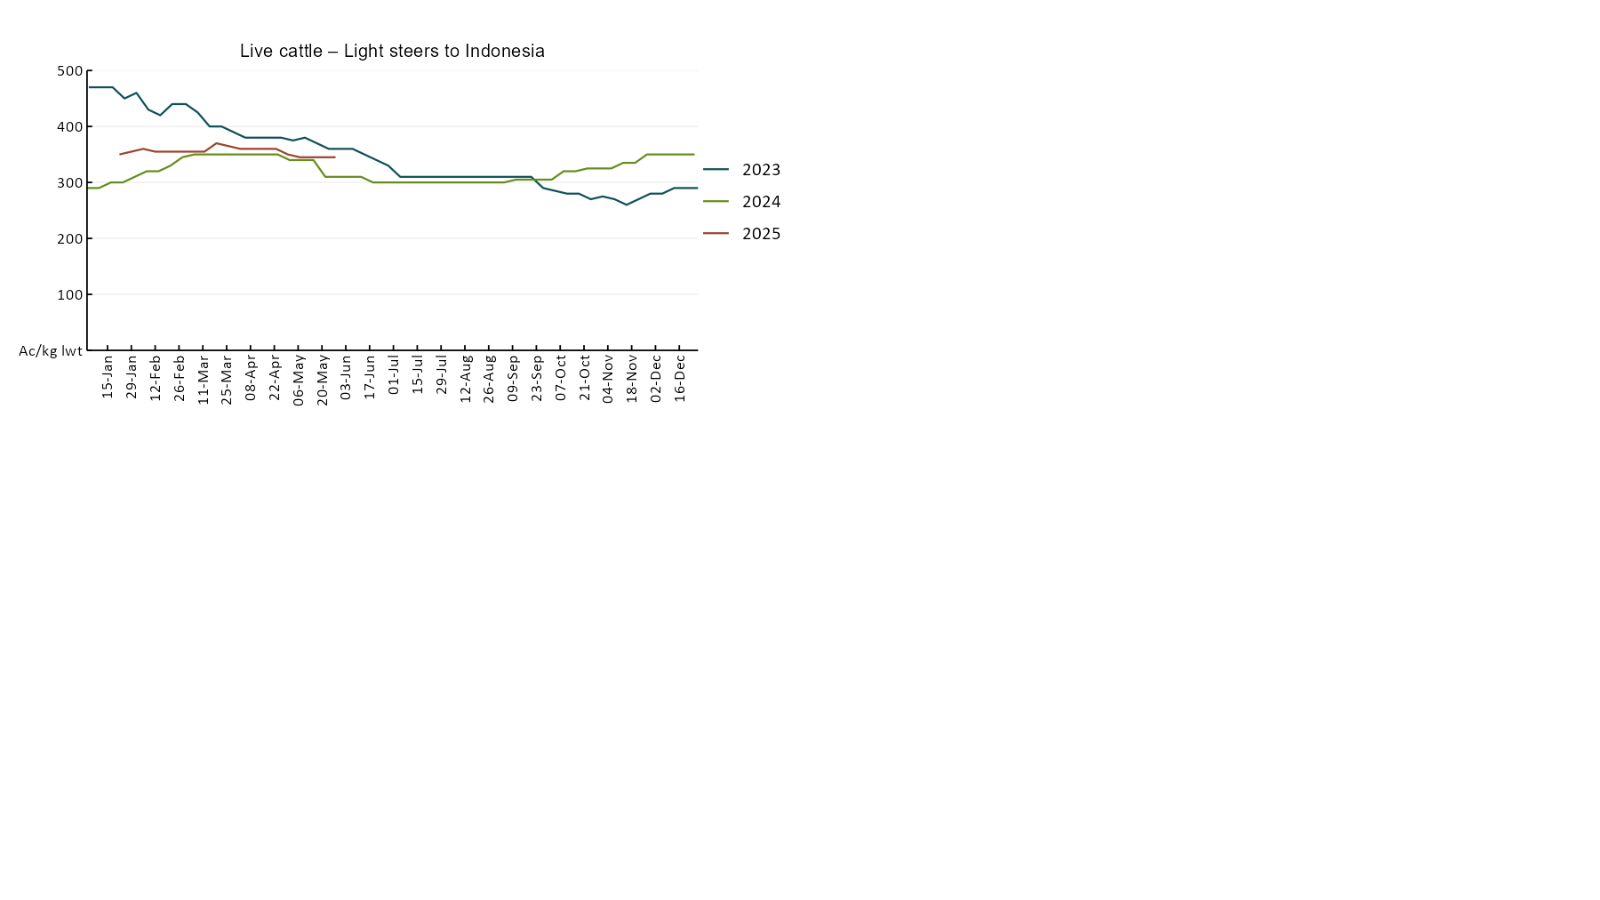 Live cattle – Light steers to Indonesia
500
400
300
200
100
Ac/kg lwt
15-Jan
29-Jan
12-Feb
26-Feb
11-Mar
25-Mar
08-Apr
22-Apr
06-May
20-May
03-Jun
17-Jun
01-Jul
15-Jul
29-Jul
12-Aug
26-Aug
09-Sep
23-Sep
07-Oct
21-Oct
04-Nov
18-Nov
02-Dec
16-Dec
2023
2024
2025